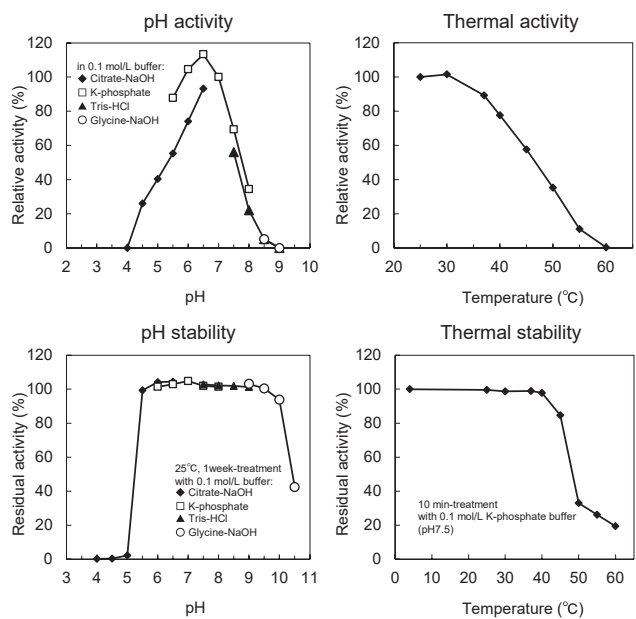 pH activity
120
100
80
60
40
20
0
Relative activity (%)
in 0.1 mol/L buffer:
Citrate-NaOH
K-phosphate
Tris-HCl
Glycine-NaOH
2 3 4 5 6 7 8 9 10
pH
Thermal activity
120
100
80
60
40
20
0
Relative activity (%)
20 30 40 50 60 70
Temperature (℃)
pH stability
120
100
80
60
40
20
0
Residual activity (%)
25℃, 1week-treatment
with 0.1 mol/L buffer:
Citrate-NaOH
K-phosphate
Tris-HCl
Glycine-NaOH
3 4 5 6 7 8 9 10 11
pH
Thermal stability
120
100
80
60
40
20
0
Residual activity (%)
10 min-treatment
with 0.1 mol/L K-phosphate buffer
(pH7.5)
0 10 20 30 40 50 60 70
Temperature (℃)